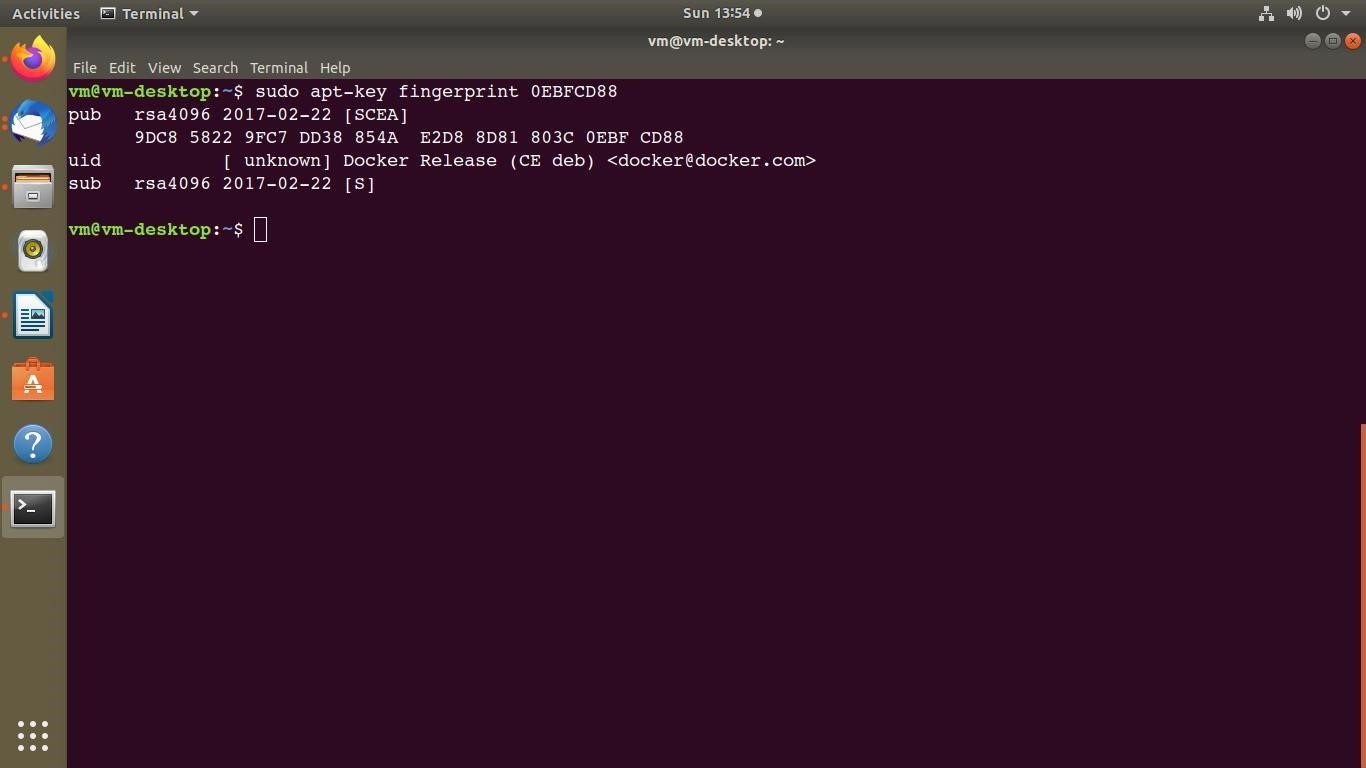 Activities Terminal Sun 13:54
vm@vm-desktop: ~
File Edit View Search Terminal Help
vm@vm-desktop:~$ sudo apt-key fingerprint 0EBFCD88
pub   rsa4096 2017-02-22 [SCEA]
      9DC8 5822 9FC7 DD38 854A  E2D8 8D81 803C 0EBF CD88
uid           [ unknown] Docker Release (CE deb) <docker@docker.com>
sub   rsa4096 2017-02-22 [S]
vm@vm-desktop:~$